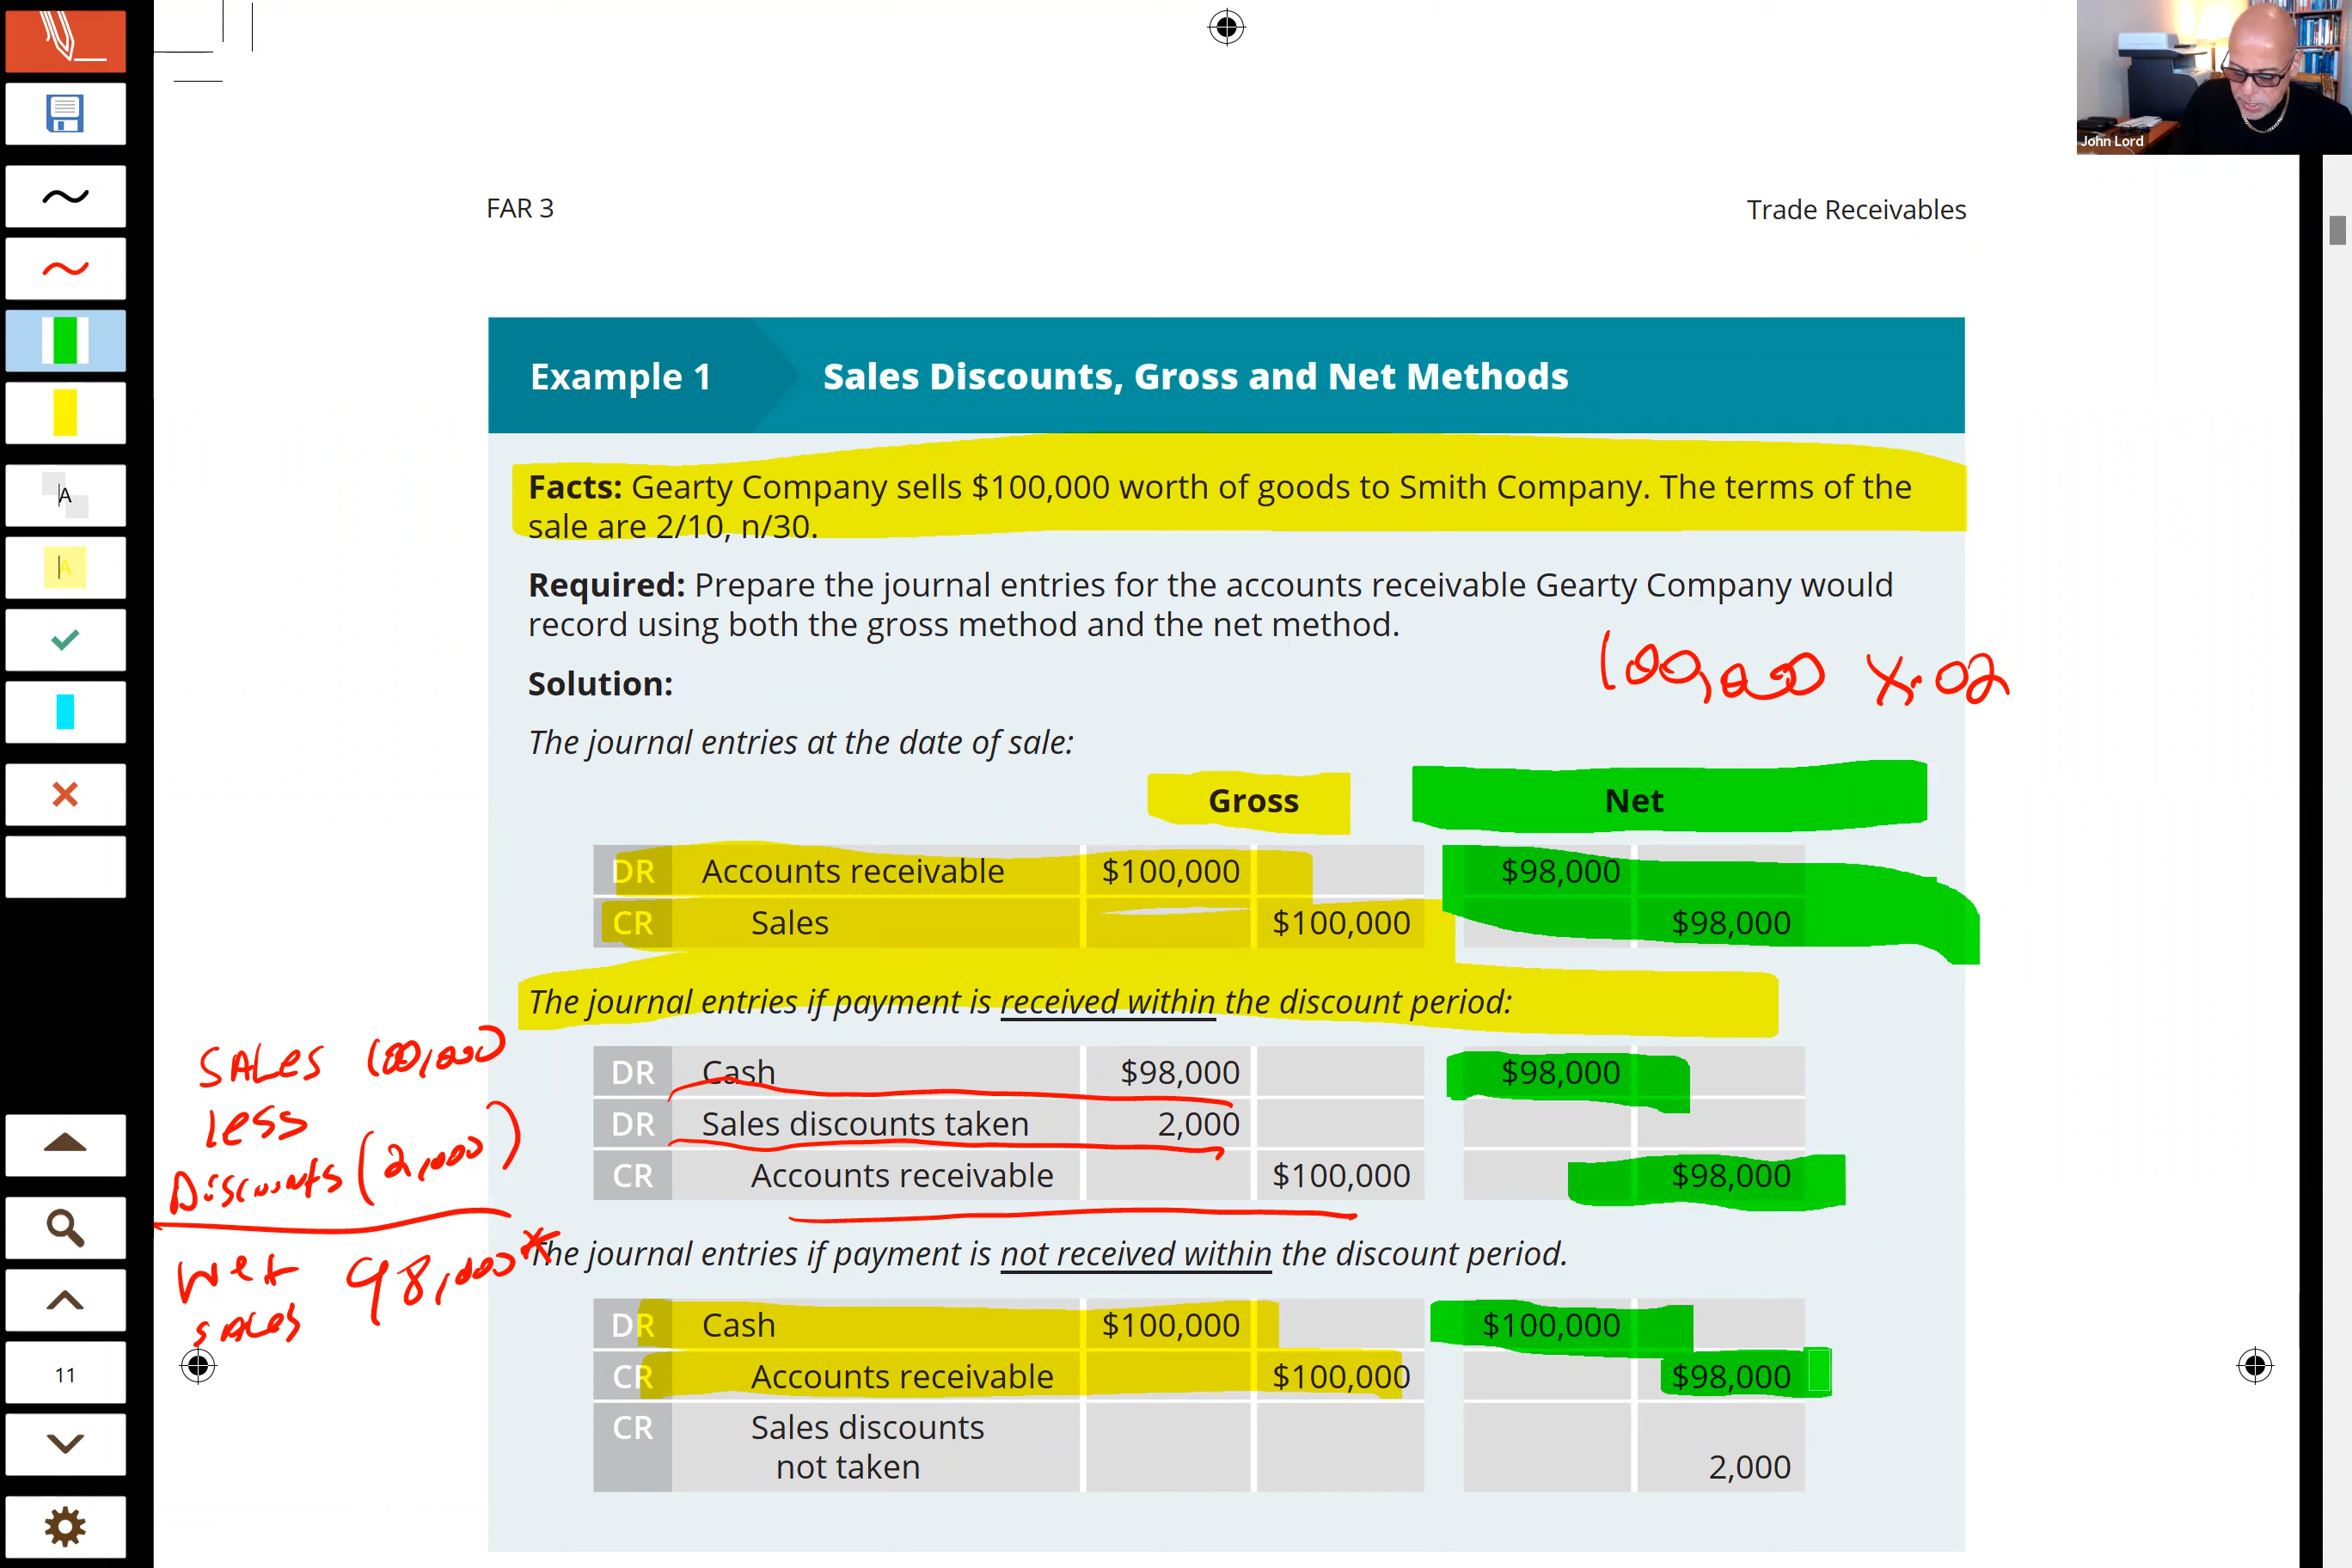 John Lord
FAR 3
Trade Receivables
Example 1 Sales Discounts, Gross and Net Methods
Facts: Gearty Company sells $100,000 worth of goods to Smith Company. The terms of the
sale are 2/10, n/30.
Required: Prepare the journal entries for the accounts receivable Gearty Company would
record using both the gross method and the net method.
100,000 x .02
Solution:
The journal entries at the date of sale:
Gross Net
DR Accounts receivable $100,000 $98,000
CR Sales $100,000 $98,000
The journal entries if payment is received within the discount period:
DR Cash $98,000 $98,000
DR Sales discounts taken 2,000
CR Accounts receivable $100,000 $98,000
SALES 100,000
less
Discounts (2,000)
Net 98,000*
SALES
The journal entries if payment is not received within the discount period.
DR Cash $100,000 $100,000
CR Accounts receivable $100,000 $98,000
CR Sales discounts
not taken 2,000
A
A
11